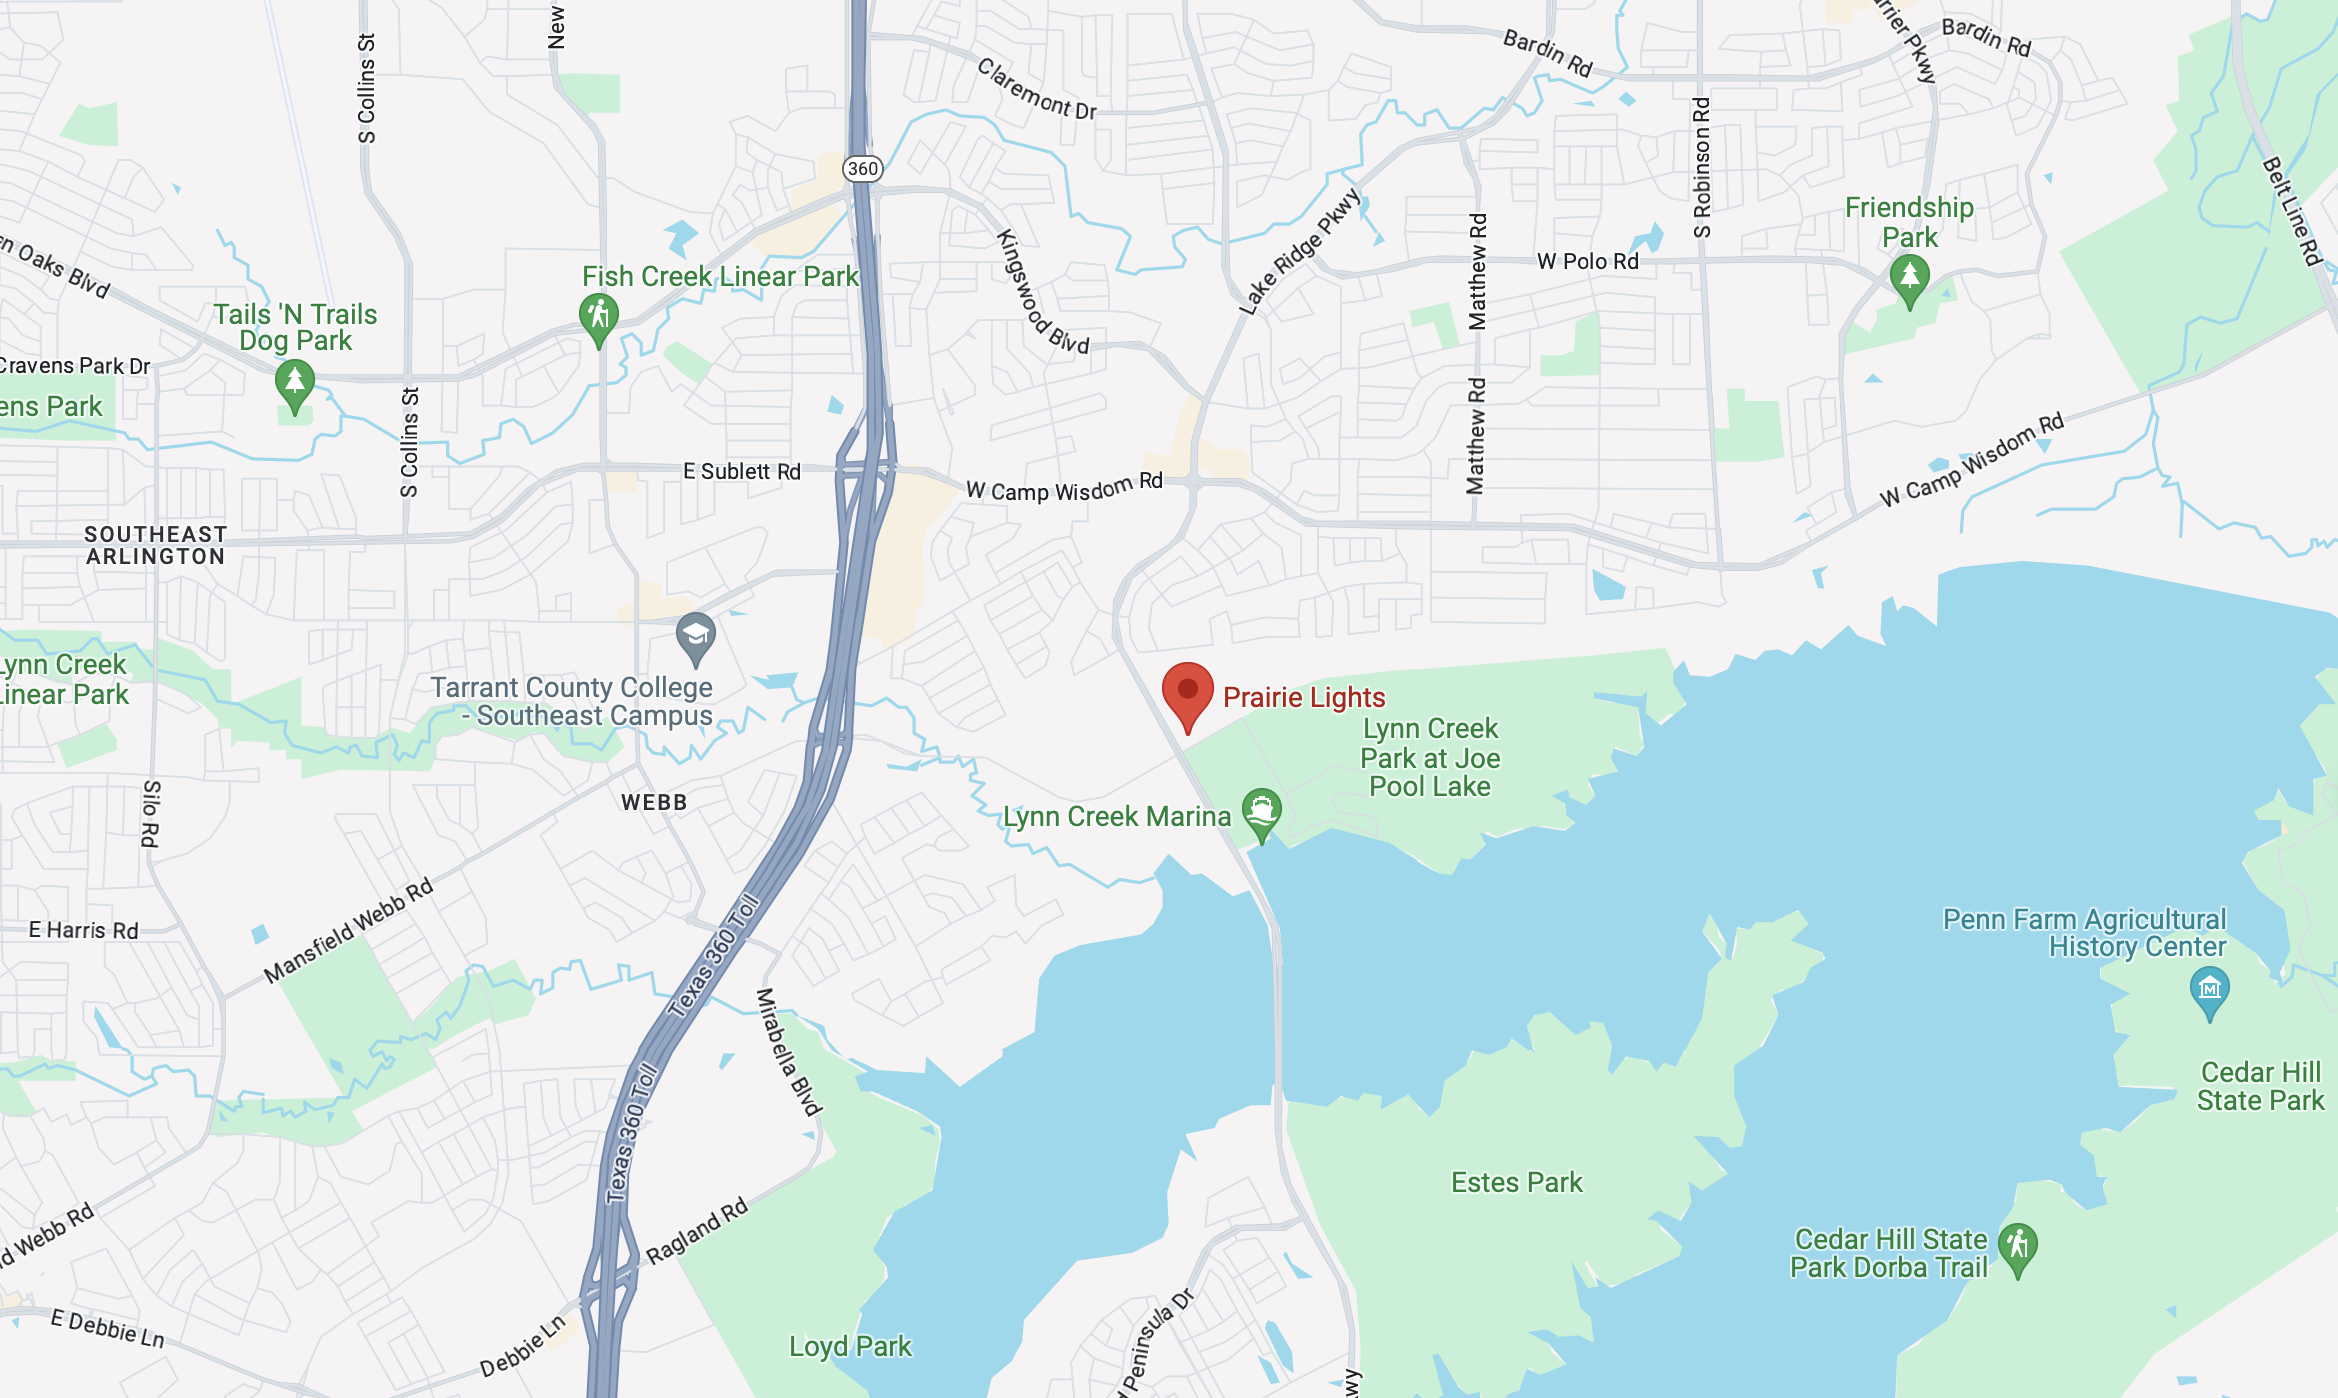 S Collins St
New
Claremont Dr
Bardin Rd
rrier Pkwy
Bardin Rd
360
S Robinson Rd
Belt Line Rd
Friendship
Park
Lake Ridge Pkwy
Matthew Rd
W Polo Rd
Kingswood Blvd
en Oaks Blvd
Fish Creek Linear Park
Tails 'N Trails
Dog Park
Cravens Park Dr
ens Park
S Collins St
Matthew Rd
E Sublett Rd
W Camp Wisdom Rd
W Camp Wisdom Rd
SOUTHEAST
ARLINGTON
Lynn Creek
Linear Park
Tarrant County College
- Southeast Campus
Prairie Lights
Lynn Creek
Park at Joe
Pool Lake
Silo Rd
WEBB
Lynn Creek Marina
E Harris Rd
Mansfield Webb Rd
Texas 360 Toll
Penn Farm Agricultural
History Center
M
Mirabella Blvd
Texas 360 Toll
Cedar Hill
State Park
Estes Park
d Webb Rd
Ragland Rd
Cedar Hill State
Park Dorba Trail
E Debbie Ln
Debbie Ln
Loyd Park
d Peninsula Dr
wy